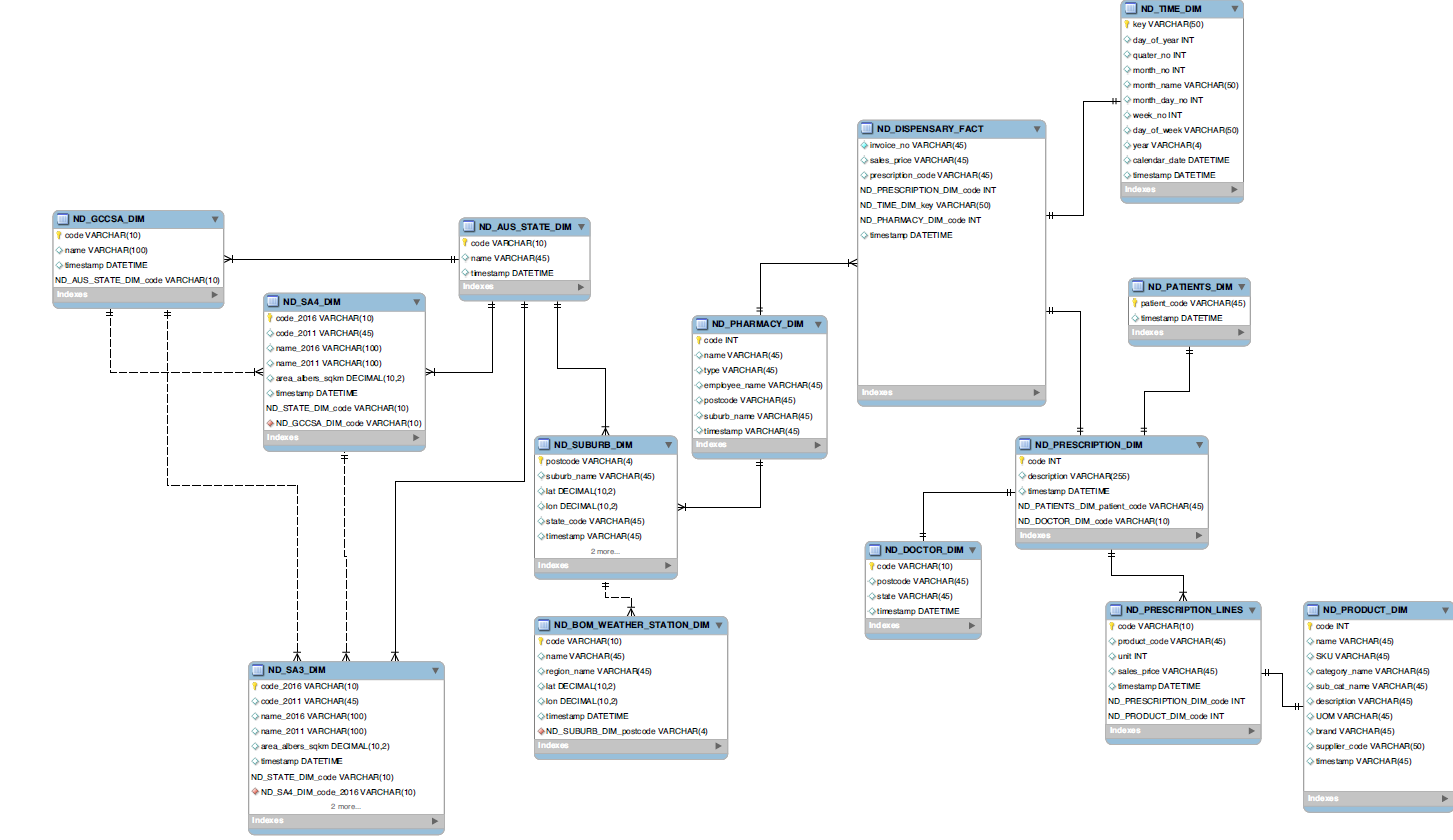 ND_TIME_DIM
key VARCHAR(50)
day_of_year INT
quater_no INT
month_no INT
month_name VARCHAR(50)
month_day_no INT
week_no INT
day_of_week VARCHAR(50)
year VARCHAR(4)
calendar_date DATETIME
timestamp DATETIME
Indexes
ND_DISPENSARY_FACT
invoice_no VARCHAR(45)
sales_price VARCHAR(45)
prescription_code VARCHAR(45)
ND_PRESCRIPTION_DIM_code INT
ND_TIME_DIM_key VARCHAR(50)
ND_PHARMACY_DIM_code INT
timestamp DATETIME
Indexes
ND_GCCSA_DIM
code VARCHAR(10)
name VARCHAR(100)
timestamp DATETIME
ND_AUS_STATE_DIM_code VARCHAR(10)
Indexes
ND_AUS_STATE_DIM
code VARCHAR(10)
name VARCHAR(45)
timestamp DATETIME
Indexes
ND_SA4_DIM
code_2016 VARCHAR(10)
code_2011 VARCHAR(45)
name_2016 VARCHAR(100)
name_2011 VARCHAR(100)
area_albers_sqkm DECIMAL(10,2)
timestamp DATETIME
ND_STATE_DIM_code VARCHAR(10)
ND_GCCSA_DIM_code VARCHAR(10)
Indexes
ND_PHARMACY_DIM
code INT
name VARCHAR(45)
type VARCHAR(45)
employee_name VARCHAR(45)
postcode VARCHAR(45)
suburb_name VARCHAR(45)
timestamp VARCHAR(45)
Indexes
ND_PATIENTS_DIM
patient_code VARCHAR(45)
timestamp DATETIME
Indexes
ND_SUBURB_DIM
postcode VARCHAR(4)
suburb_name VARCHAR(45)
lat DECIMAL(10,2)
lon DECIMAL(10,2)
state_code VARCHAR(45)
timestamp VARCHAR(45)
2 more...
Indexes
ND_PRESCRIPTION_DIM
code INT
description VARCHAR(255)
timestamp DATETIME
ND_PATIENTS_DIM_patient_code VARCHAR(45)
ND_DOCTOR_DIM_code VARCHAR(10)
Indexes
ND_DOCTOR_DIM
code VARCHAR(10)
postcode VARCHAR(45)
state VARCHAR(45)
timestamp DATETIME
Indexes
ND_BOM_WEATHER_STATION_DIM
code VARCHAR(10)
name VARCHAR(45)
region_name VARCHAR(45)
lat DECIMAL(10,2)
lon DECIMAL(10,2)
timestamp DATETIME
ND_SUBURB_DIM_postcode VARCHAR(4)
Indexes
ND_PRESCRIPTION_LINES
code VARCHAR(10)
product_code VARCHAR(45)
unit INT
sales_price VARCHAR(45)
timestamp DATETIME
ND_PRESCRIPTION_DIM_code INT
ND_PRODUCT_DIM_code INT
Indexes
ND_PRODUCT_DIM
code INT
name VARCHAR(45)
SKU VARCHAR(45)
category_name VARCHAR(45)
sub_cat_name VARCHAR(45)
description VARCHAR(45)
UOM VARCHAR(45)
brand VARCHAR(45)
supplier_code VARCHAR(50)
timestamp VARCHAR(45)
Indexes
ND_SA3_DIM
code_2016 VARCHAR(10)
code_2011 VARCHAR(45)
name_2016 VARCHAR(100)
name_2011 VARCHAR(100)
area_albers_sqkm DECIMAL(10,2)
timestamp DATETIME
ND_STATE_DIM_code VARCHAR(10)
ND_SA4_DIM_code_2016 VARCHAR(10)
2 more...
Indexes